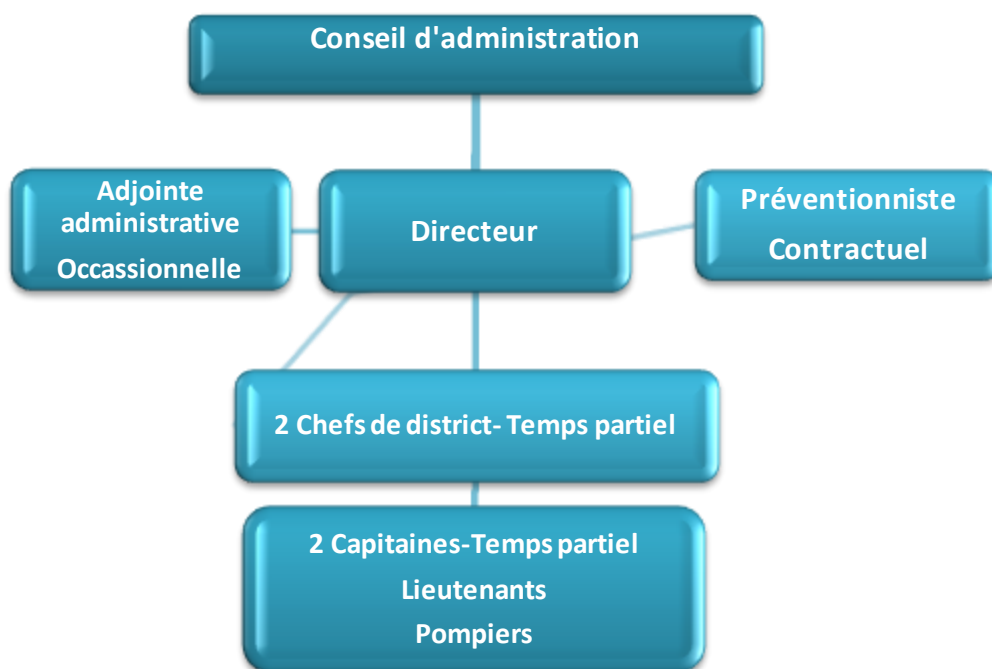 Conseil d'administration
Adjointe
administrative
Occassionnelle
Directeur
Préventionniste
Contractuel
2 Chefs de district- Temps partiel
2 Capitaines-Temps partiel
Lieutenants
Pompiers